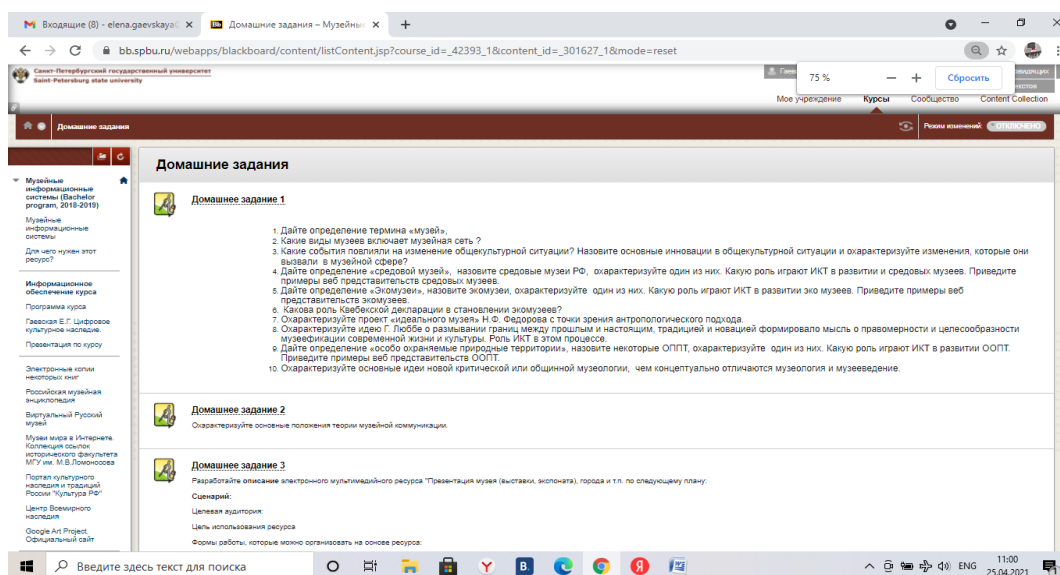 Входящие (8) - elena.gaevskaya
Домашние задания – Музейны
bb.spbu.ru/webapps/blackboard/content/listContent.jsp?course_id=_42393_1&content_id=_301627_1&mode=reset
Санкт-Петербургский государственный университет
Saint-Petersburg state university
75 %
Сбросить
Мое учреждение Курсы Сообщество Content Collection
Домашние задания
Режим изменений: ОТКЛЮЧЕНО
Музейные
информационные
системы (Bachelor
program, 2018-2019)
Музейные
информационные
системы
Для чего нужен этот
ресурс?
Информационное
обеспечение курса
Программа курса
Гаевская Е.Г. Цифровое
культурное наследие.
Презентация по курсу
Электронные копии
некоторых книг
Российская музейная
энциклопедия
Виртуальный Русский
музей
Музеи мира в Интернете.
Коллекция ссылок
исторического факультета
МГУ им. М.В.Ломоносова
Портал культурного
наследия и традиций
России "Культура РФ"
Центр Всемирного
наследия
Google Art Project.
Официальный сайт
Домашние задания
Домашнее задание 1
1. Дайте определение термина «музей»,
2. Какие виды музеев включает музейная сеть ?
3. Какие события повлияли на изменение общекультурной ситуации? Назовите основные инновации в общекультурной ситуации и охарактеризуйте изменения, которые они
вызвали в музейной сфере?
4. Дайте определение «средовой музей», назовите средовые музеи РФ, охарактеризуйте один из них. Какую роль играют ИКТ в развитии и средовых музеев. Приведите
примеры веб представительств средовых музеев.
5. Дайте определение «Экомузеи», назовите экомузеи, охарактеризуйте один из них. Какую роль играют ИКТ в развитии эко музеев. Приведите примеры веб
представительств экомузеев.
6. Какова роль Квебекской декларации в становлении экомузеев?
7. Охарактеризуйте проект «идеального музея» Н.Ф. Федорова с точки зрения антропологического подхода.
8. Охарактеризуйте идею Г. Люббе о размывании границ между прошлым и настоящим, традицией и новацией формировало мысль о правомерности и целесообразности
музеефикации современной жизни и культуры. Роль ИКТ в этом процессе.
9. Дайте определение «особо охраняемые природные территории», назовите некоторые ОППТ, охарактеризуйте один из них. Какую роль играют ИКТ в развитии ООПТ.
Приведите примеры веб представительств ООПТ.
10. Охарактеризуйте основные идеи новой критической или общинной музеологии, чем концептуально отличаются музеология и музееведение.
Домашнее задание 2
Охарактеризуйте основные положения теории музейной коммуникации.
Домашнее задание 3
Разработайте описание электронного мультимедийного ресурса "Презентация музея (выставки, экспоната), города и т.п. по следующему плану:
Сценарий:
Целевая аудитория:
Цель использования ресурса
Формы работы, которые можно организовать на основе ресурса:
Введите здесь текст для поиска
ENG
11:00
25.04.2021